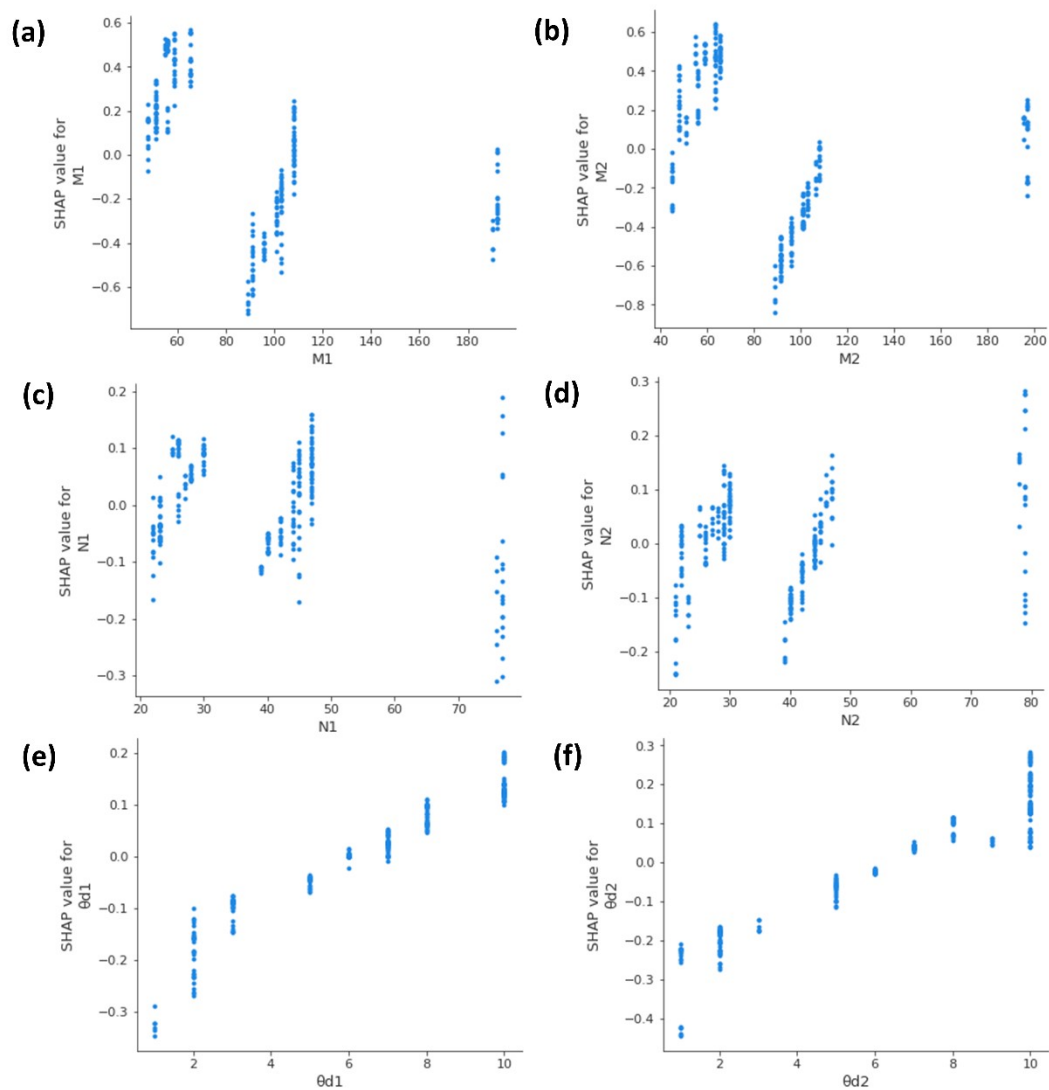 (a)
0.6
0.4
0.2
0.0
−0.2
−0.4
−0.6
SHAP value for
M1
60 80 100 120 140 160 180
M1
(b)
0.6
0.4
0.2
0.0
−0.2
−0.4
−0.6
−0.8
SHAP value for
M2
40 60 80 100 120 140 160 180 200
M2
(c)
0.2
0.1
0.0
−0.1
−0.2
−0.3
SHAP value for
N1
20 30 40 50 60 70
N1
(d)
0.3
0.2
0.1
0.0
−0.1
−0.2
SHAP value for
N2
20 30 40 50 60 70 80
N2
(e)
0.2
0.1
0.0
−0.1
−0.2
−0.3
SHAP value for
θd1
2 4 6 8 10
θd1
(f)
0.3
0.2
0.1
0.0
−0.1
−0.2
−0.3
−0.4
SHAP value for
θd2
2 4 6 8 10
θd2